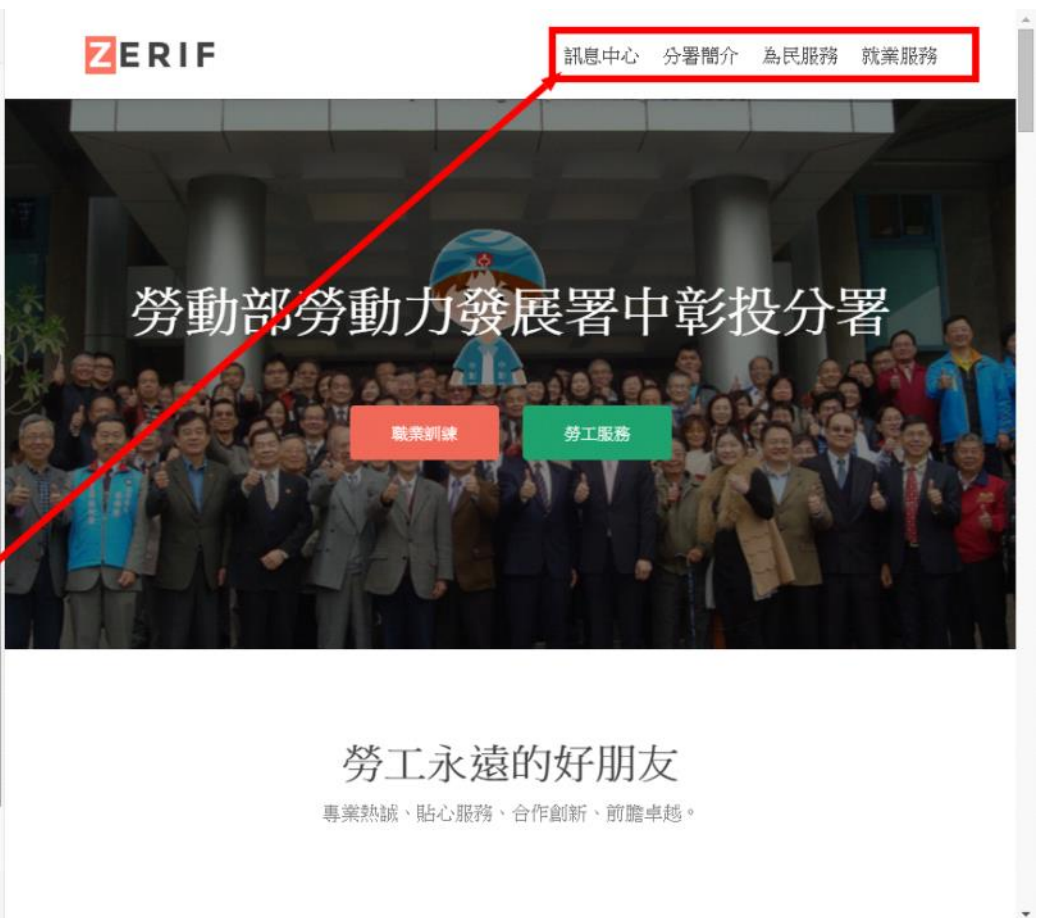 ZERIF
訊息中心 分署簡介 為民服務 就業服務
勞動部勞動力發展署中彰投分署
職業訓練 勞工服務
勞工永遠的好朋友
專業熱誠、貼心服務、合作創新、前瞻卓越。